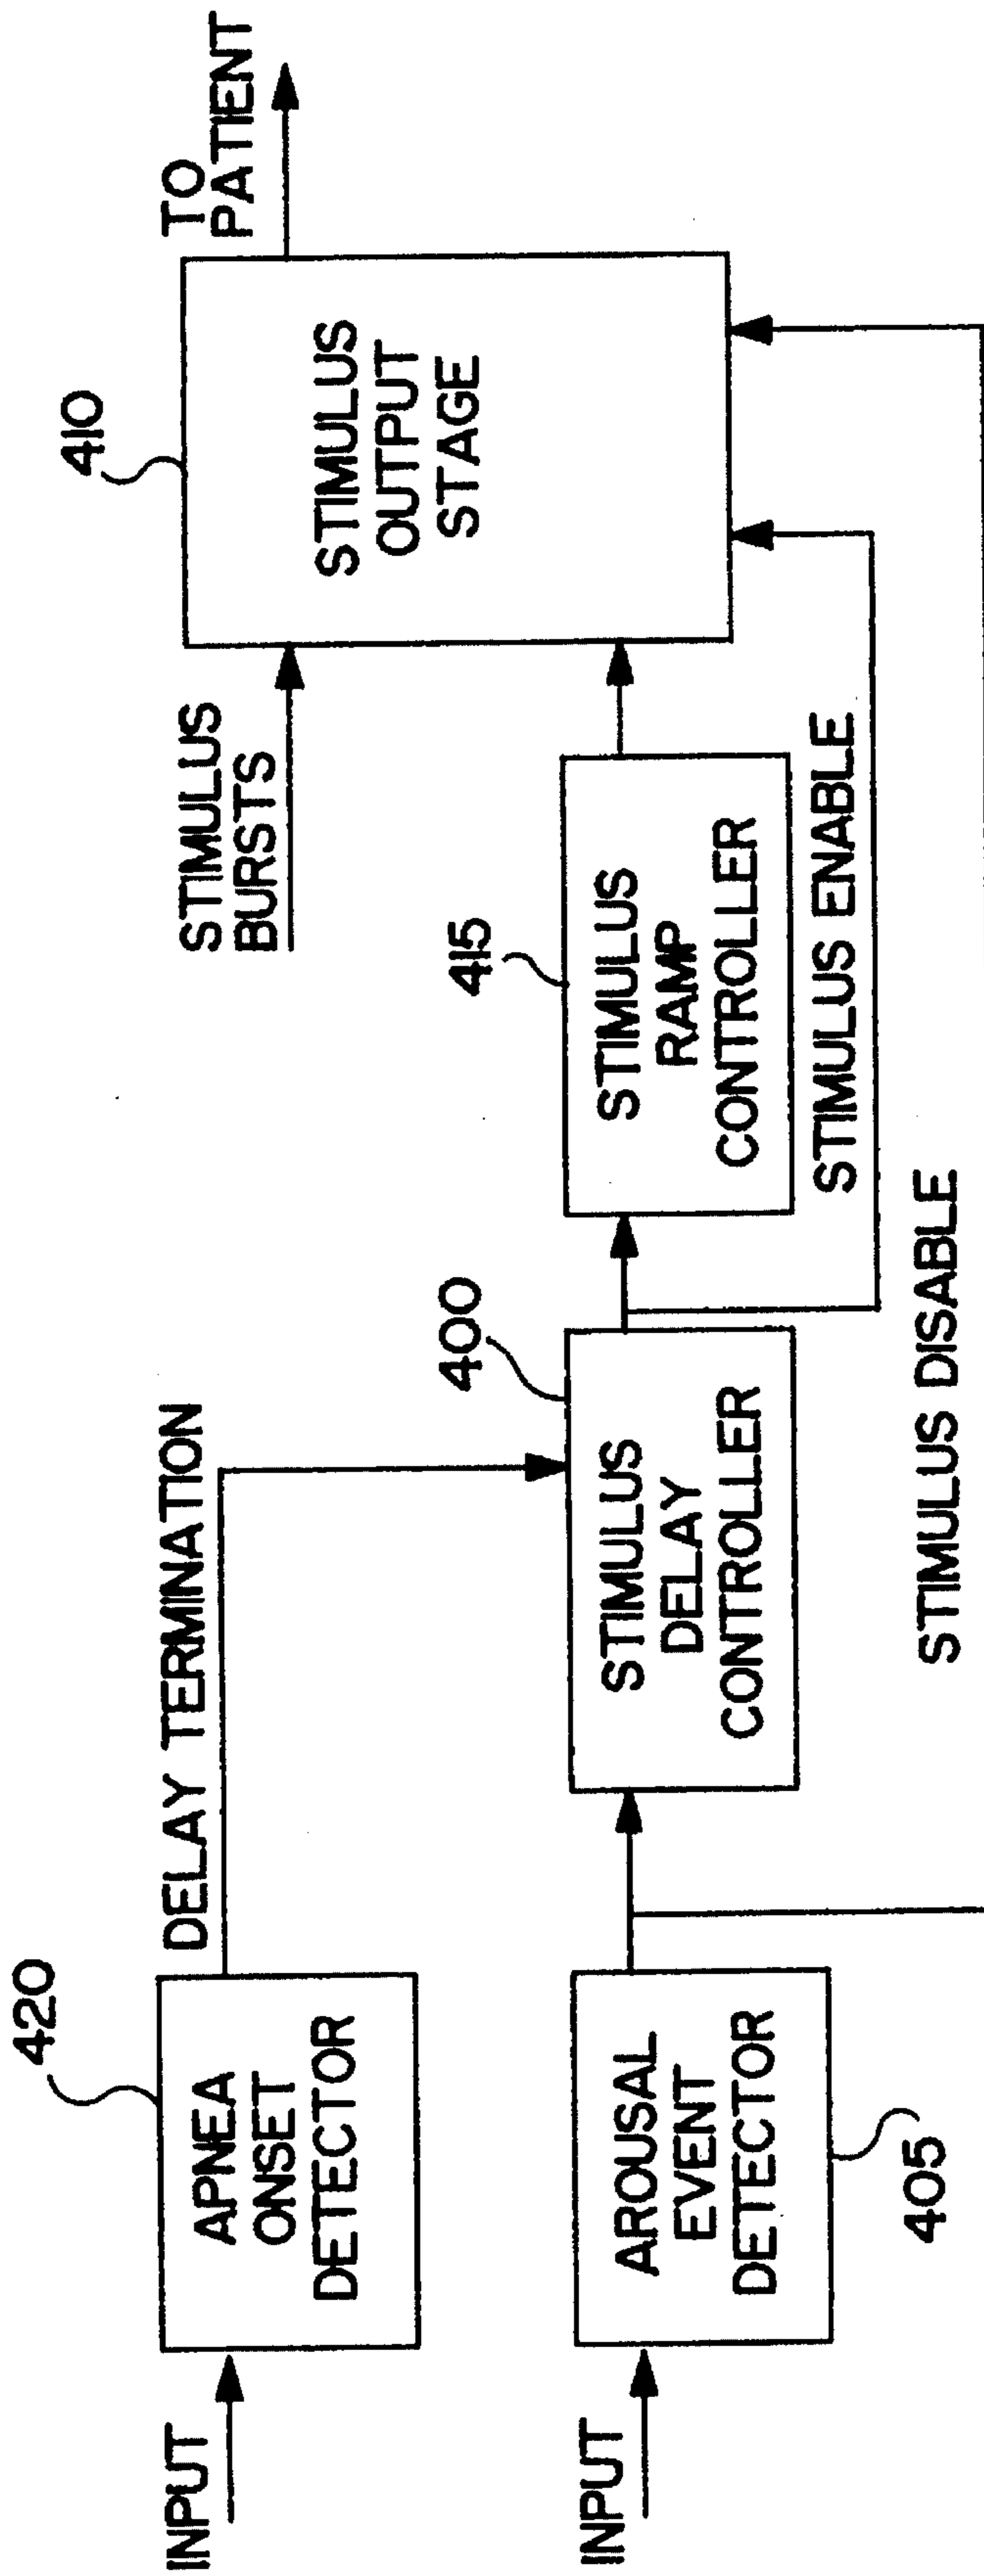 INPUT
420
APNEA
ONSET
DETECTOR
DELAY TERMINATION
INPUT
AROUSAL
EVENT
DETECTOR
405
400
STIMULUS
DELAY
CONTROLLER
STIMULUS DISABLE
415
STIMULUS
RAMP
CONTROLLER
STIMULUS ENABLE
STIMULUS
BURSTS
410
STIMULUS
OUTPUT
STAGE
TO
PATIENT